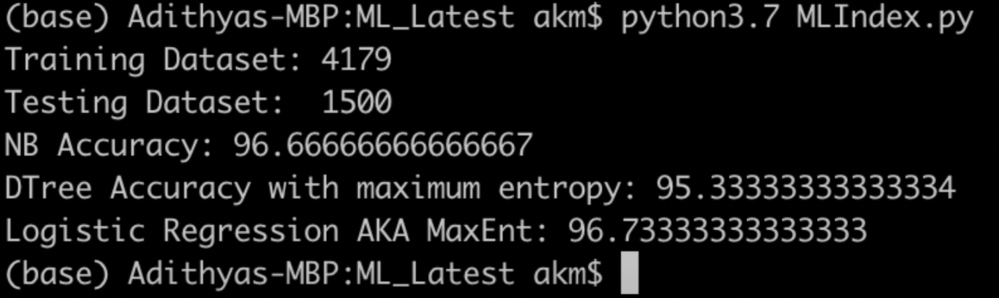 (base) Adithyas-MBP:ML_Latest akm$ python3.7 MLIndex.py
Training Dataset: 4179
Testing Dataset:  1500
NB Accuracy: 96.66666666666667
DTree Accuracy with maximum entropy: 95.33333333333334
Logistic Regression AKA MaxEnt: 96.73333333333333
(base) Adithyas-MBP:ML_Latest akm$